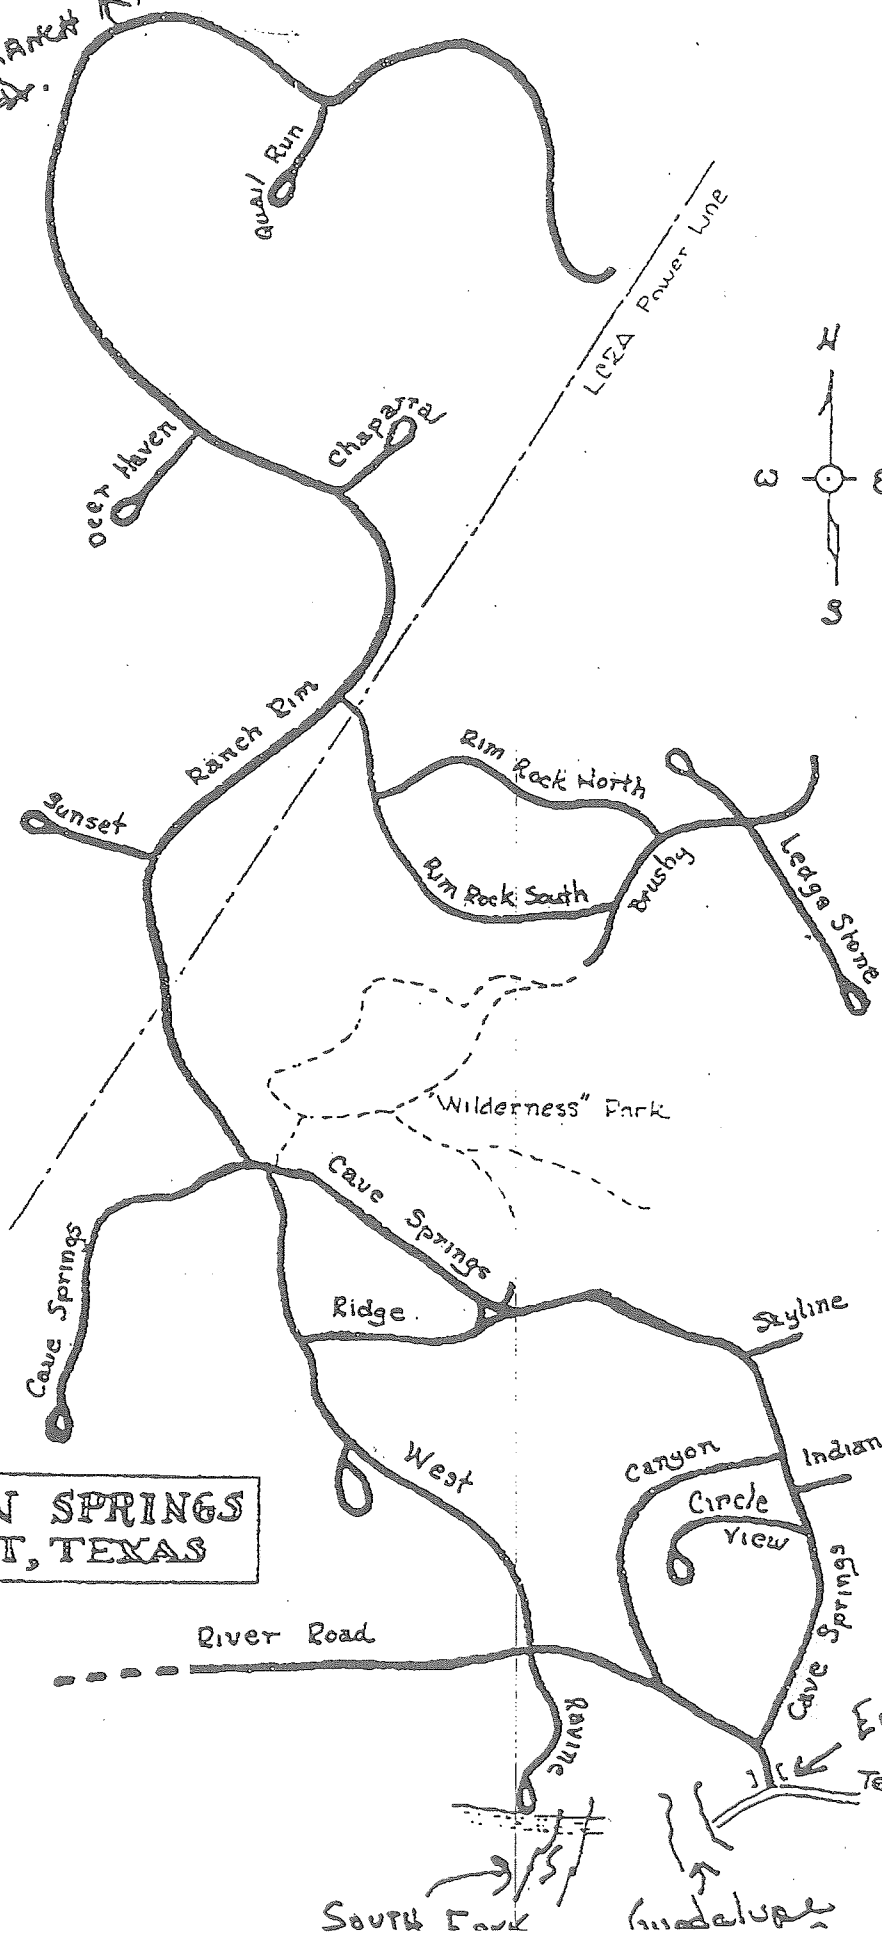 Quail Run
LCRA Power Line
N
S
Chaparral
Deer Haven
Ranch Rim
Sunset
Rim Rock North
Rim Rock South
Brushy
Ledge Stone
"Wilderness" Park
Cave Springs
Cave Springs
Ridge
Skyline
West
Canyon
Indian
Circle
View
SPRINGS
TEXAS
Cave Springs
River Road
Ravine
South Fork
Guadalupe